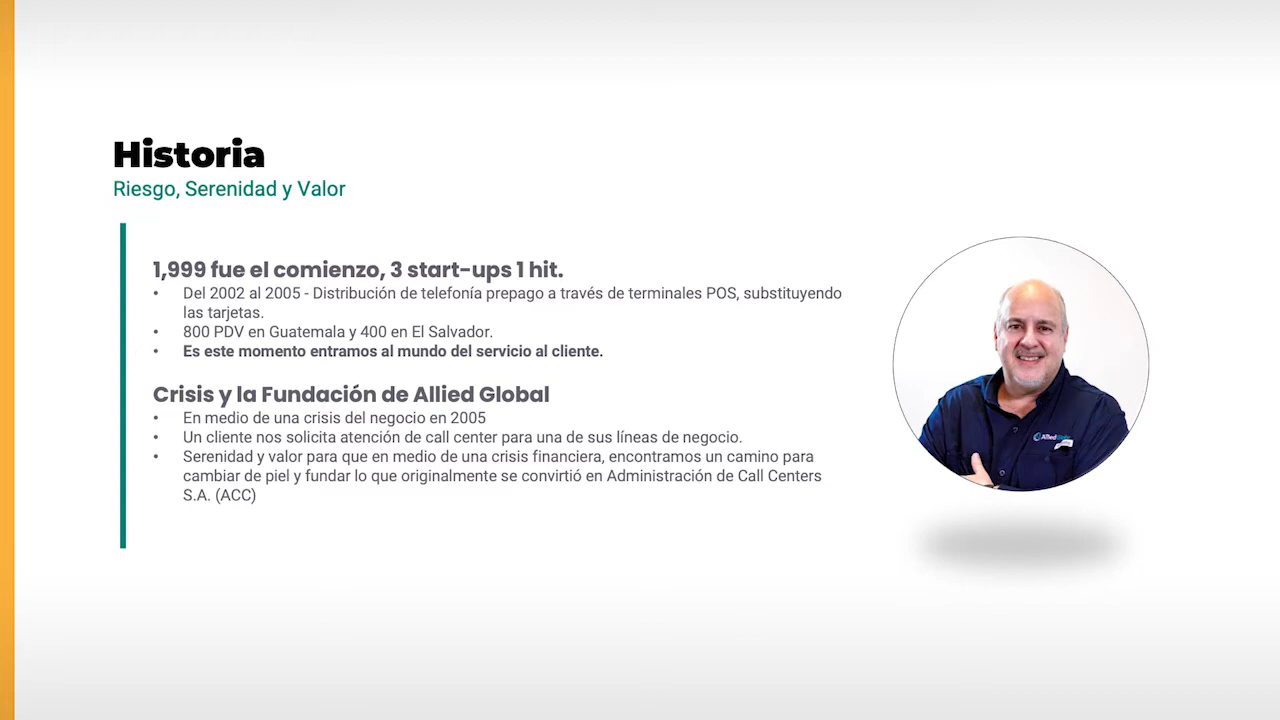 Historia
Riesgo, Serenidad y Valor
1,999 fue el comienzo, 3 start-ups 1 hit.
• Del 2002 al 2005 - Distribución de telefonía prepago a través de terminales POS, substituyendo
las tarjetas.
• 800 PDV en Guatemala y 400 en El Salvador.
• Es este momento entramos al mundo del servicio al cliente.
Crisis y la Fundación de Allied Global
• En medio de una crisis del negocio en 2005
• Un cliente nos solicita atención de call center para una de sus líneas de negocio.
• Serenidad y valor para que en medio de una crisis financiera, encontramos un camino para
cambiar de piel y fundar lo que originalmente se convirtió en Administración de Call Centers
S.A. (ACC)
Allied